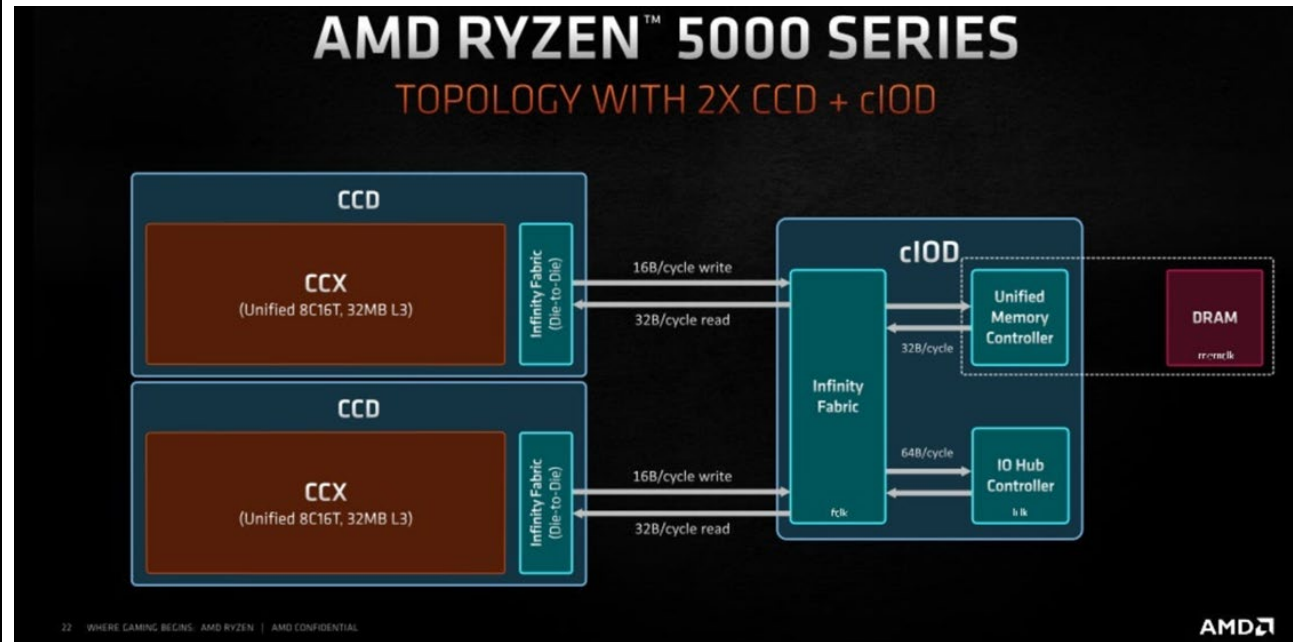 AMD RYZEN™ 5000 SERIES
TOPOLOGY WITH 2X CCD + cIOD
CCD
CCX
(Unified 8C16T, 32MB L3)
Infinity Fabric
(Die-to-Die)
16B/cycle write
32B/cycle read
CCD
CCX
(Unified 8C16T, 32MB L3)
Infinity Fabric
(Die-to-Die)
16B/cycle write
32B/cycle read
cIOD
Infinity
Fabric
fclk
32B/cycle
Unified
Memory
Controller
64B/cycle
IO Hub
Controller
DRAM
memclk
22 WHERE GAMING BEGINS: AMD RYZEN | AMD CONFIDENTIAL
AMD